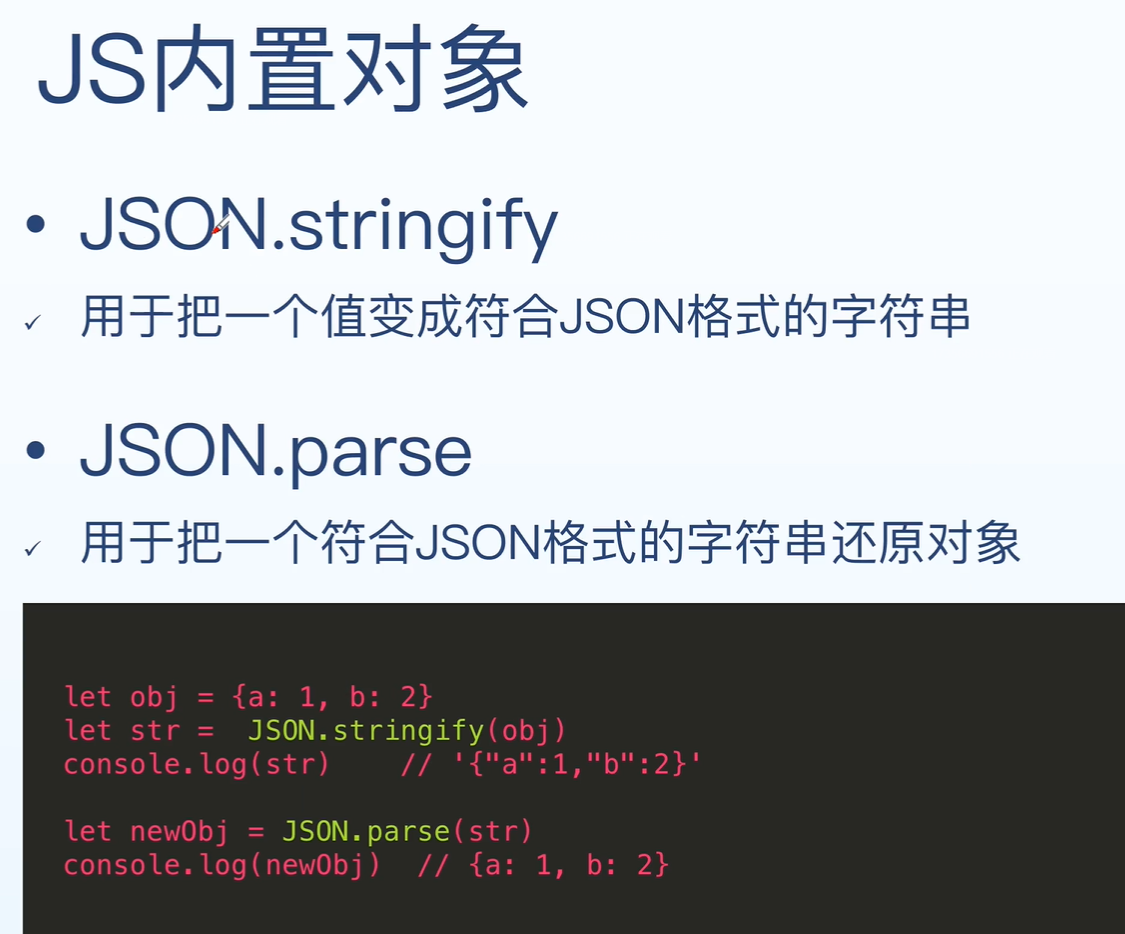 JS内置对象
• JSON.stringify
✓ 用于把一个值变成符合JSON格式的字符串
• JSON.parse
✓ 用于把一个符合JSON格式的字符串还原对象
let obj = {a: 1, b: 2}
let str =  JSON.stringify(obj)
console.log(str)    // '{"a":1,"b":2}'
let newObj = JSON.parse(str)
console.log(newObj)  // {a: 1, b: 2}